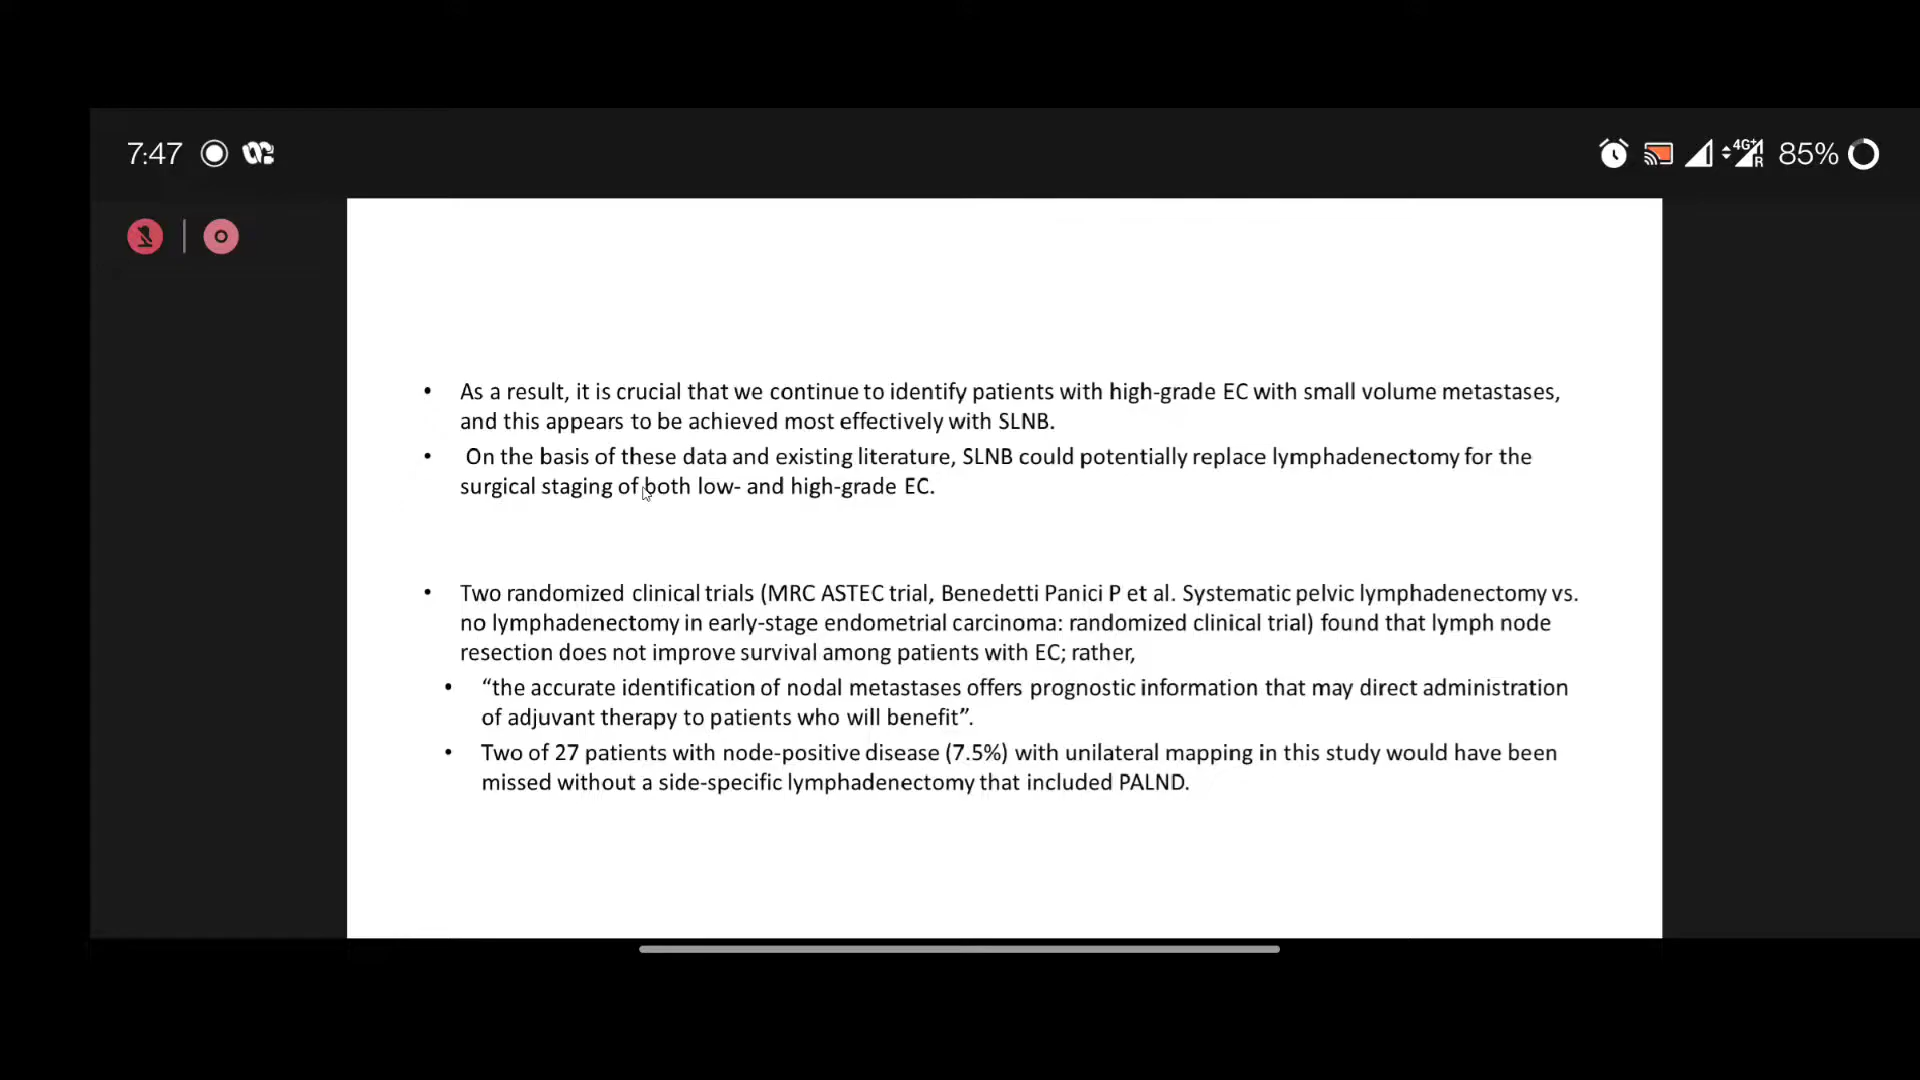 7:47
4G+
R
85%
• As a result, it is crucial that we continue to identify patients with high-grade EC with small volume metastases,
and this appears to be achieved most effectively with SLNB.
• On the basis of these data and existing literature, SLNB could potentially replace lymphadenectomy for the
surgical staging of both low- and high-grade EC.
• Two randomized clinical trials (MRC ASTEC trial, Benedetti Panici P et al. Systematic pelvic lymphadenectomy vs.
no lymphadenectomy in early-stage endometrial carcinoma: randomized clinical trial) found that lymph node
resection does not improve survival among patients with EC; rather,
• “the accurate identification of nodal metastases offers prognostic information that may direct administration
of adjuvant therapy to patients who will benefit”.
• Two of 27 patients with node-positive disease (7.5%) with unilateral mapping in this study would have been
missed without a side-specific lymphadenectomy that included PALND.